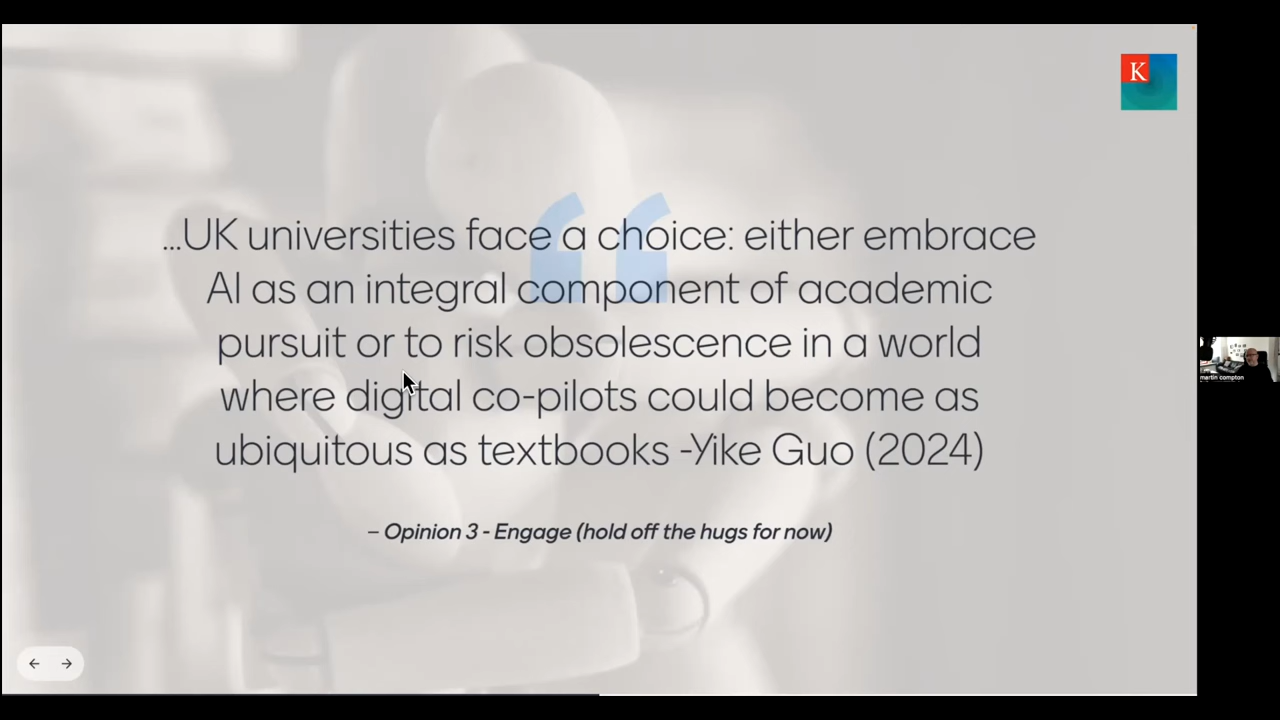 K
“
...UK universities face a choice: either embrace
AI as an integral component of academic
pursuit or to risk obsolescence in a world
where digital co-pilots could become as
ubiquitous as textbooks -Yike Guo (2024)
– Opinion 3 - Engage (hold off the hugs for now)
martin compton